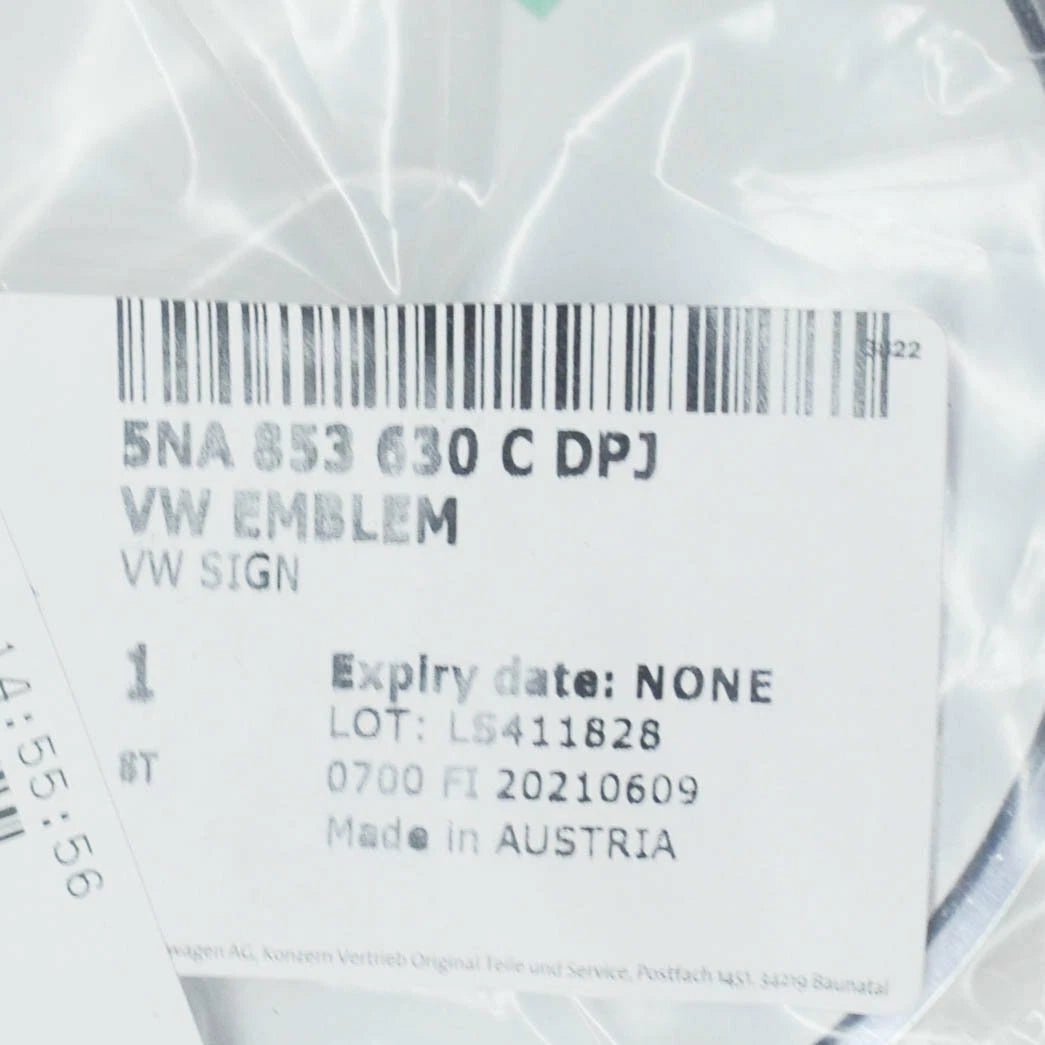 5NA 853 630 C DPJ
VW EMBLEM
VW SIGN
1
Expiry date: NONE
LOT: LS411828
ST
0700 FI 20210609
Made in AUSTRIA
wagen AG, Konzern Vertrieb Original Teile und Service, Postfach 1451, 34219 Baunatal
14:55:56